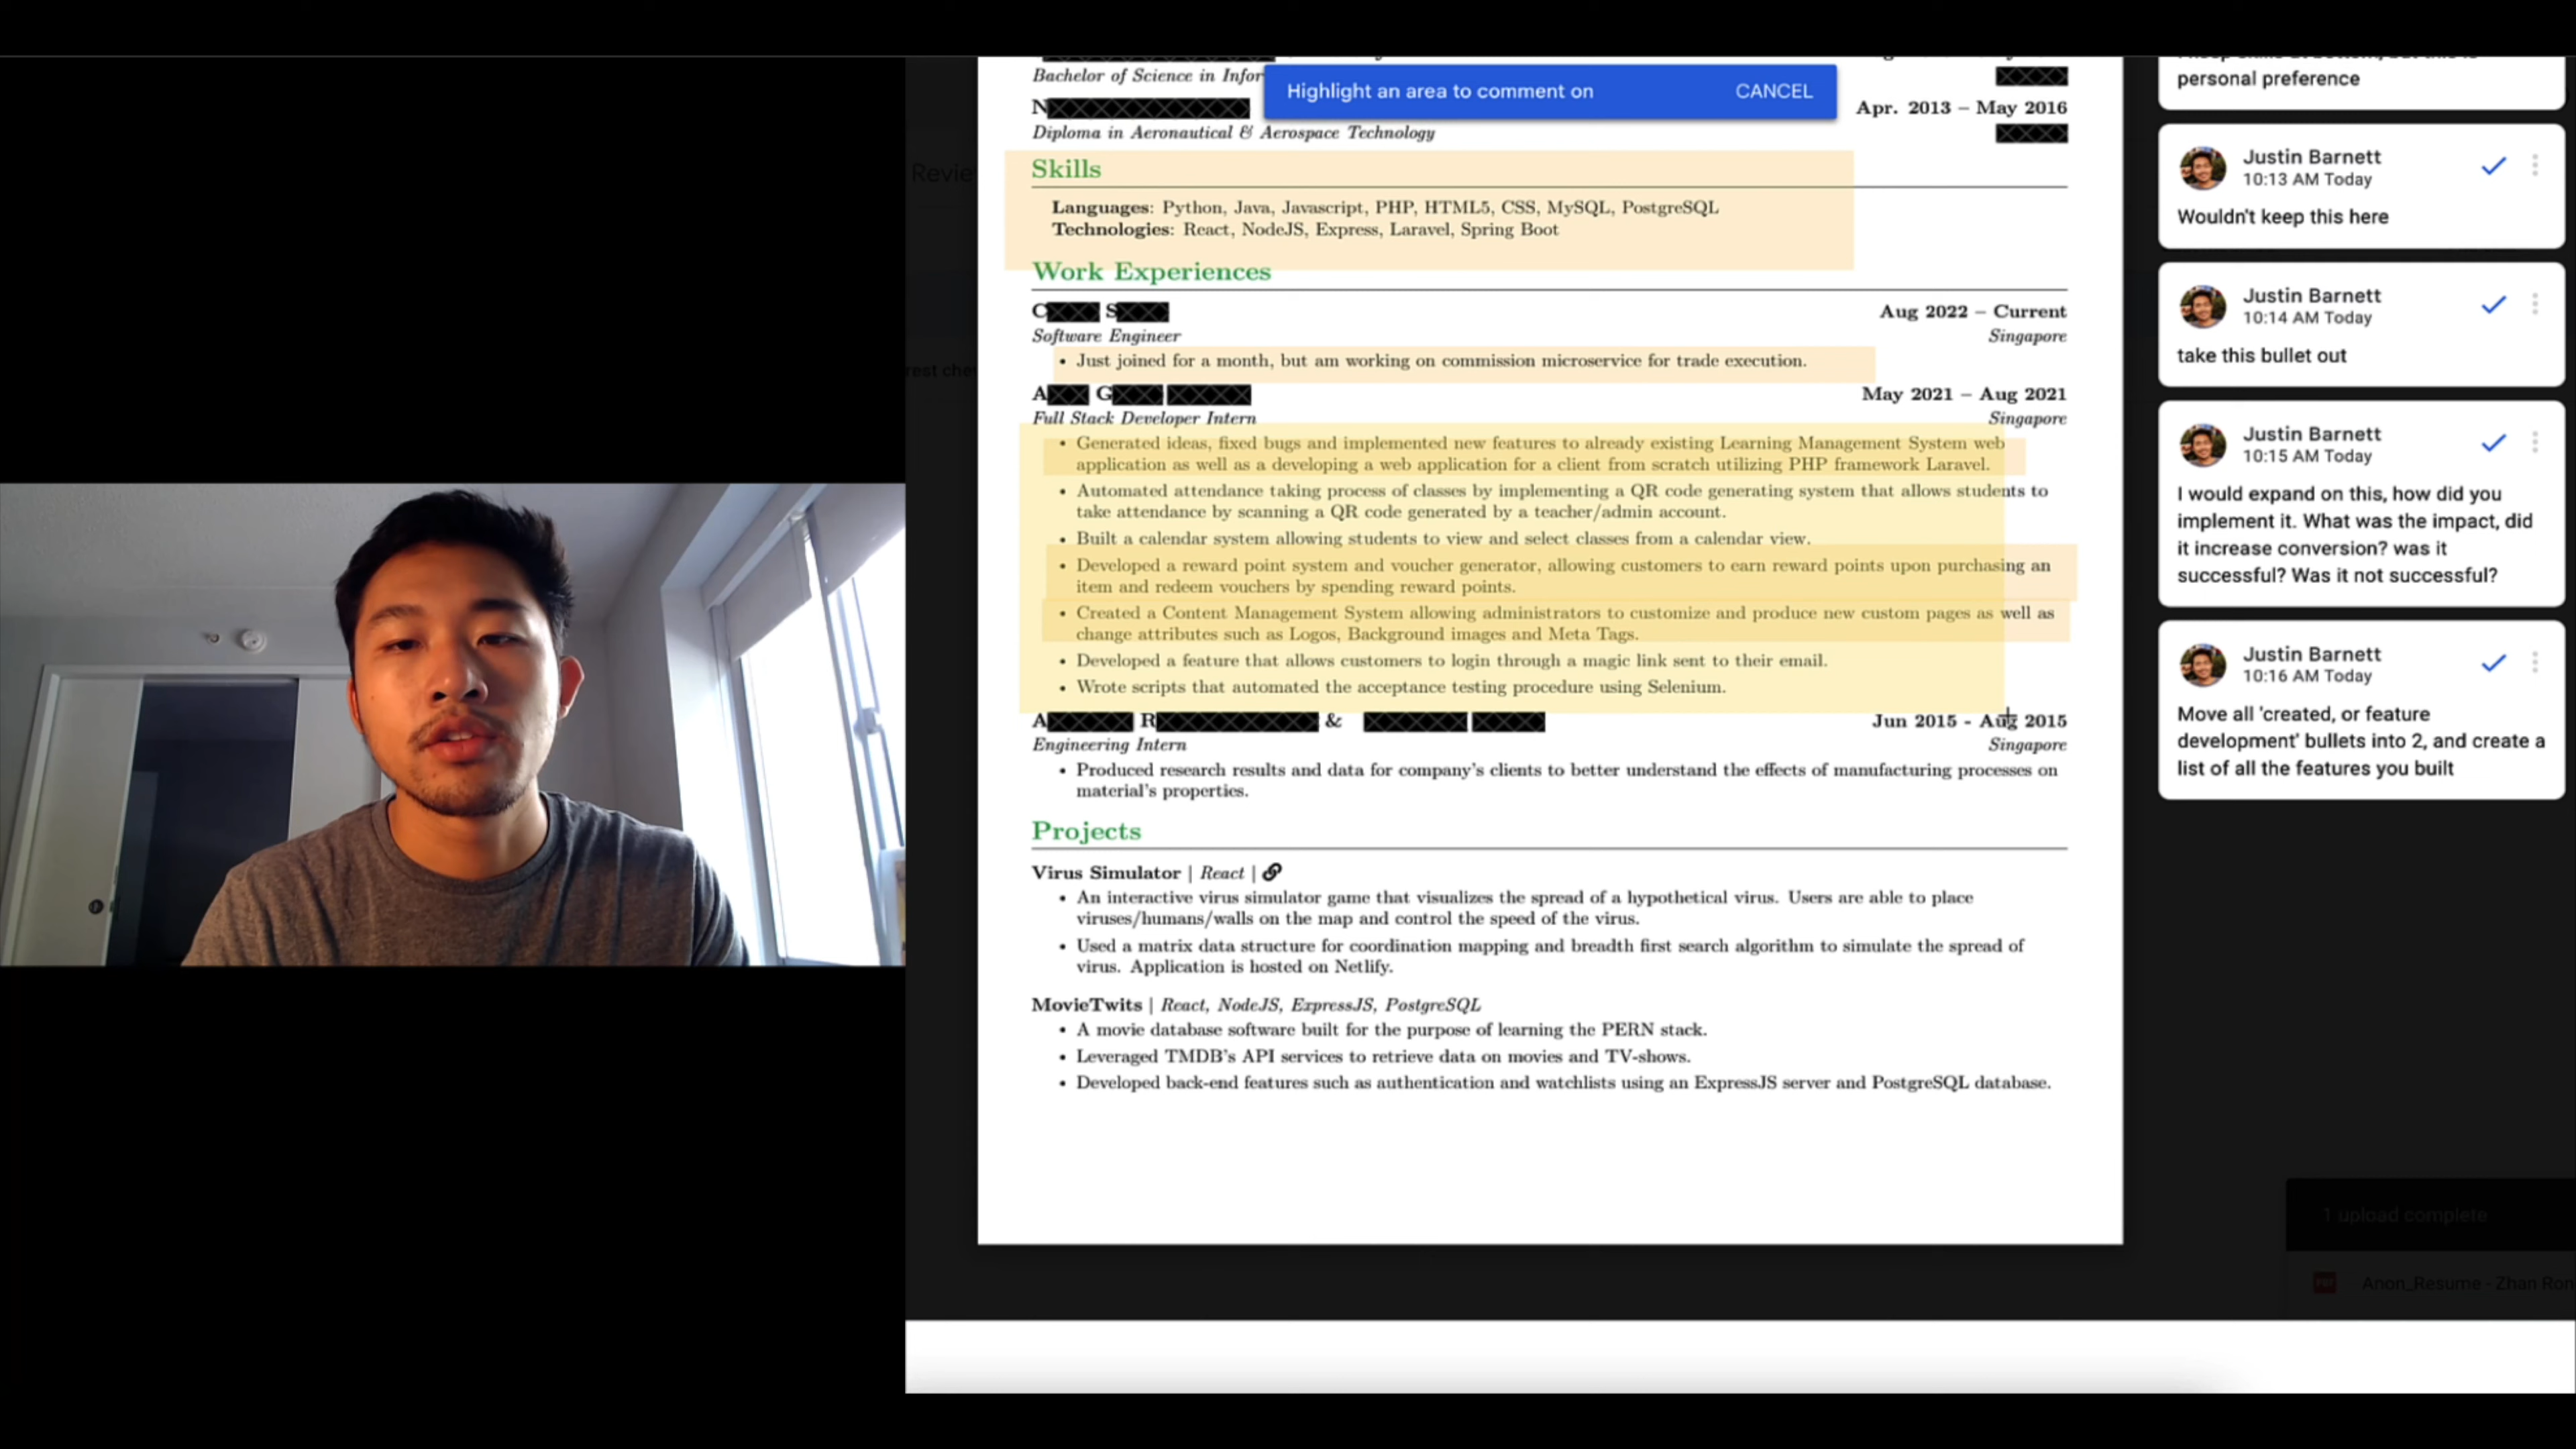 Bachelor of Science in Infor
N
Apr. 2013 – May 2016
Diploma in Aeronautical & Aerospace Technology
Highlight an area to comment on
CANCEL
Skills
Languages: Python, Java, Javascript, PHP, HTML5, CSS, MySQL, PostgreSQL
Technologies: React, NodeJS, Express, Laravel, Spring Boot
Work Experiences
C S
Aug 2022 – Current
Software Engineer
Singapore
• Just joined for a month, but am working on commission microservice for trade execution.
A G
May 2021 – Aug 2021
Full Stack Developer Intern
Singapore
• Generated ideas, fixed bugs and implemented new features to already existing Learning Management System web
application as well as a developing a web application for a client from scratch utilizing PHP framework Laravel.
• Automated attendance taking process of classes by implementing a QR code generating system that allows students to
take attendance by scanning a QR code generated by a teacher/admin account.
• Built a calendar system allowing students to view and select classes from a calendar view.
• Developed a reward point system and voucher generator, allowing customers to earn reward points upon purchasing an
item and redeem vouchers by spending reward points.
• Created a Content Management System allowing administrators to customize and produce new custom pages as well as
change attributes such as Logos, Background images and Meta Tags.
• Developed a feature that allows customers to login through a magic link sent to their email.
• Wrote scripts that automated the acceptance testing procedure using Selenium.
A R &
Jun 2015 - Aug 2015
Engineering Intern
Singapore
• Produced research results and data for company's clients to better understand the effects of manufacturing processes on
material's properties.
Projects
Virus Simulator | React |
• An interactive virus simulator game that visualizes the spread of a hypothetical virus. Users are able to place
viruses/humans/walls on the map and control the speed of the virus.
• Used a matrix data structure for coordination mapping and breadth first search algorithm to simulate the spread of
virus. Application is hosted on Netlify.
MovieTwits | React, NodeJS, ExpressJS, PostgreSQL
• A movie database software built for the purpose of learning the PERN stack.
• Leveraged TMDB's API services to retrieve data on movies and TV-shows.
• Developed back-end features such as authentication and watchlists using an ExpressJS server and PostgreSQL database.
Revie
rest che
personal preference
Justin Barnett
10:13 AM Today
Wouldn't keep this here
Justin Barnett
10:14 AM Today
take this bullet out
Justin Barnett
10:15 AM Today
I would expand on this, how did you
implement it. What was the impact, did
it increase conversion? was it
successful? Was it not successful?
Justin Barnett
10:16 AM Today
Move all 'created, or feature
development' bullets into 2, and create a
list of all the features you built
1 upload complete
Anon_Resume - Zhan Ron